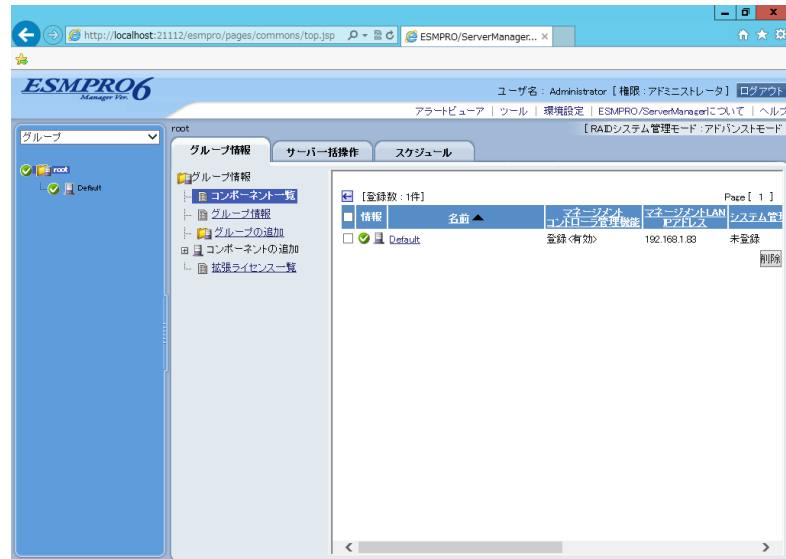 http://localhost:21112/esmpro/pages/commons/top.jsp
ESMPRO/ServerManager...
ESMPRO6
Manager Ver.
ユーザ名 : Administrator [ 権限 : アドミニストレータ ] ログアウト
アラートビューア | ツール | 環境設定 | ESMPRO/ServerManagerについて | ヘルプ
グループ
root
[ RAIDシステム管理モード : アドバンストモード
グループ情報 サーバ一括操作 スケジュール
root
Default
グループ情報
コンポーネント一覧
グループ情報
グループの追加
コンポーネントの追加
拡張ライセンス一覧
[登録数 : 1件] Page [ 1 ]
情報 名前▲ マネージメントコントローラ管理機能 マネージメントLAN IPアドレス システム管理
Default 登録 <有効> 192.168.1.83 未登録
削除